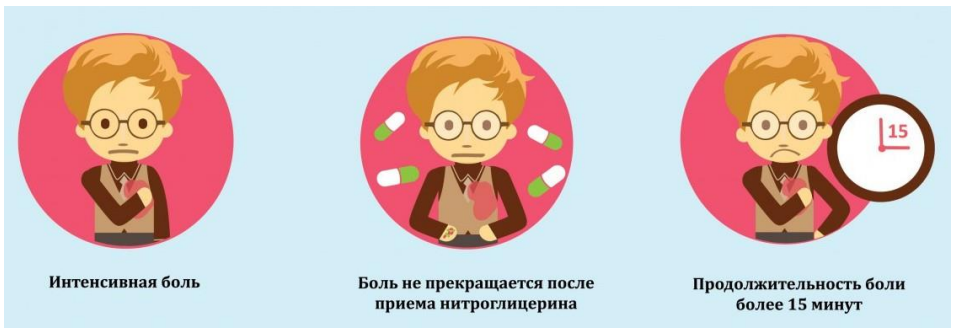 15
Интенсивная боль
Боль не прекращается после
приема нитроглицерина
Продолжительность боли
более 15 минут